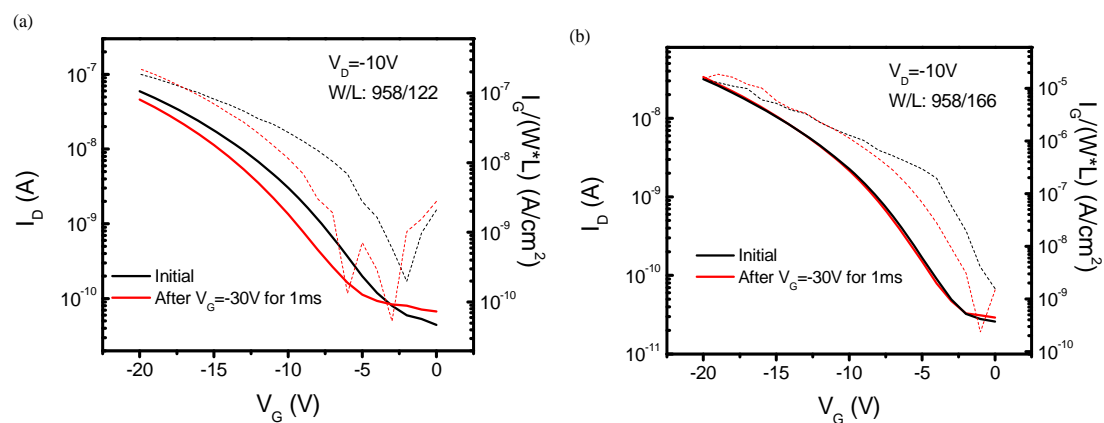 (a)
V_D=-10V
W/L: 958/122
Initial
After V_G=-30V for 1ms
10^-7
10^-8
10^-9
10^-10
I_D (A)
10^-7
10^-8
10^-9
10^-10
I_G/(W*L) (A/cm^2)
-20 -15 -10 -5 0
V_G (V)
(b)
V_D=-10V
W/L: 958/166
Initial
After V_G=-30V for 1ms
10^-8
10^-9
10^-10
10^-11
I_D (A)
10^-5
10^-6
10^-7
10^-8
10^-9
10^-10
I_G/(W*L) (A/cm^2)
-20 -15 -10 -5 0
V_G (V)